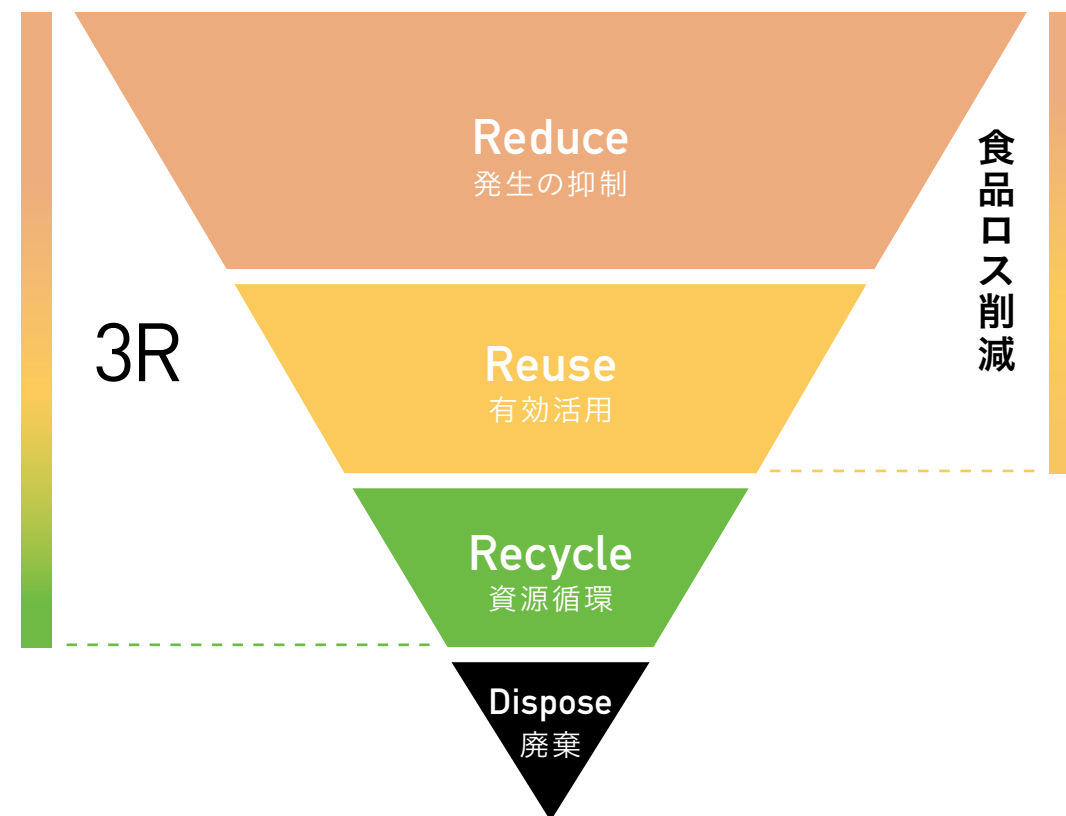 Reduce
発生の抑制
食品ロス削減
3R
Reuse
有効活用
Recycle
資源循環
Dispose
廃棄